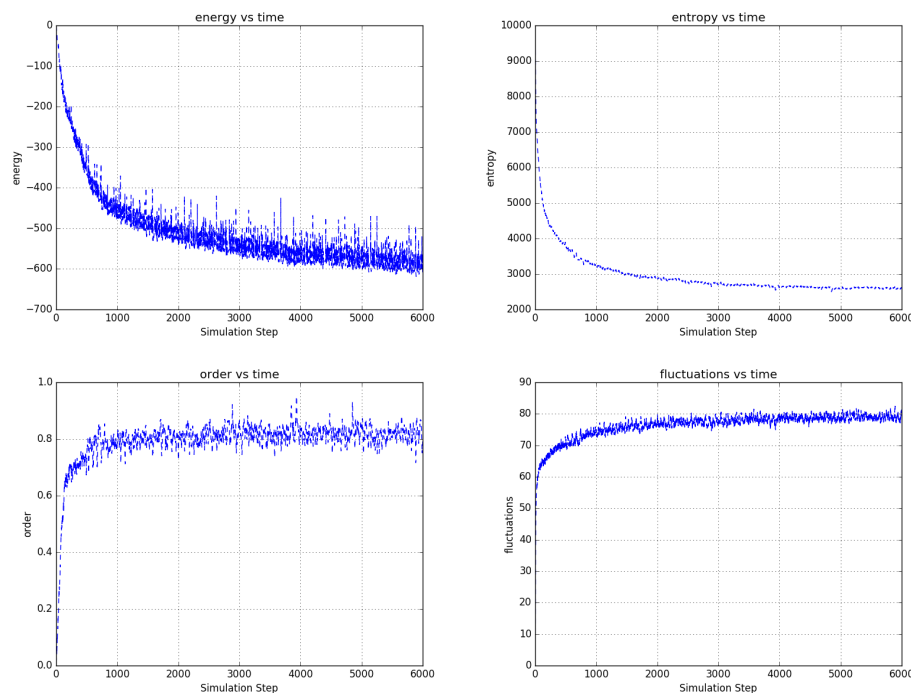 energy vs time
0
−100
−200
−300
−400
−500
−600
−700
energy
0 1000 2000 3000 4000 5000 6000
Simulation Step
entropy vs time
10000
9000
8000
7000
6000
5000
4000
3000
2000
entropy
0 1000 2000 3000 4000 5000 6000
Simulation Step
order vs time
1.0
0.8
0.6
0.4
0.2
0.0
order
0 1000 2000 3000 4000 5000 6000
Simulation Step
fluctuations vs time
90
80
70
60
50
40
30
20
10
0
fluctuations
0 1000 2000 3000 4000 5000 6000
Simulation Step